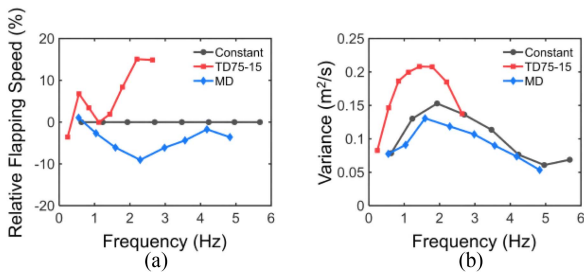 Relative Flapping Speed (%)
20
10
0
-10
-20
0 1 2 3 4 5 6
Frequency (Hz)
Constant
TD75-15
MD
(a)
Variance (m²/s)
0.25
0.2
0.15
0.1
0.05
0
0 1 2 3 4 5 6
Frequency (Hz)
Constant
TD75-15
MD
(b)